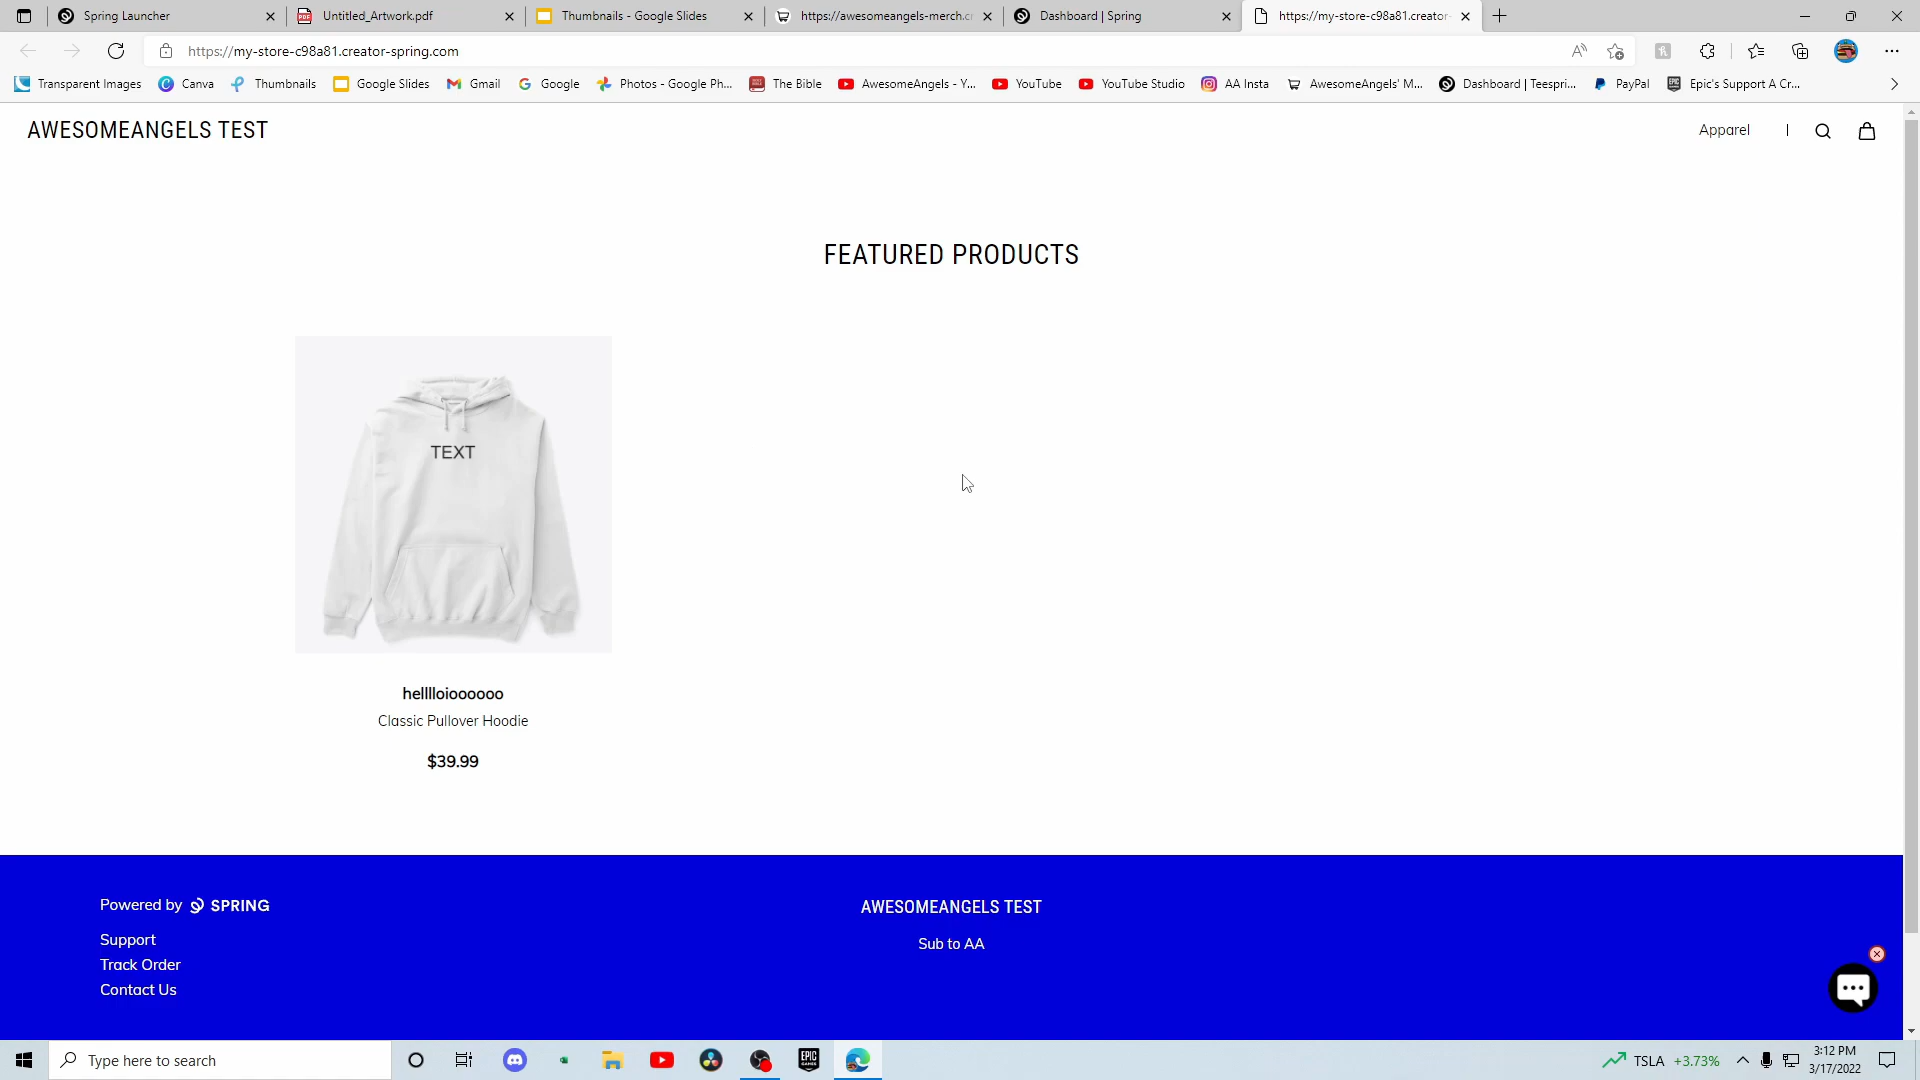 Spring Launcher
Untitled_Artwork.pdf
Thumbnails - Google Slides
https://awesomeangels-merch.cr
Dashboard | Spring
https://my-store-c98a81.creator-
https://my-store-c98a81.creator-spring.com
Transparent Images
Canva
Thumbnails
Google Slides
Gmail
Google
Photos - Google Ph...
The Bible
AwesomeAngels - Y...
YouTube
YouTube Studio
AA Insta
AwesomeAngels' M...
Dashboard | Teespri...
PayPal
Epic's Support A Cr...
AWESOMEANGELS TEST
Apparel
FEATURED PRODUCTS
TEXT
helllloioooooo
Classic Pullover Hoodie
$39.99
Powered by SPRING
Support
Track Order
Contact Us
AWESOMEANGELS TEST
Sub to AA
Type here to search
EPIC
GAMES
TSLA +3.73%
3:12 PM
3/17/2022